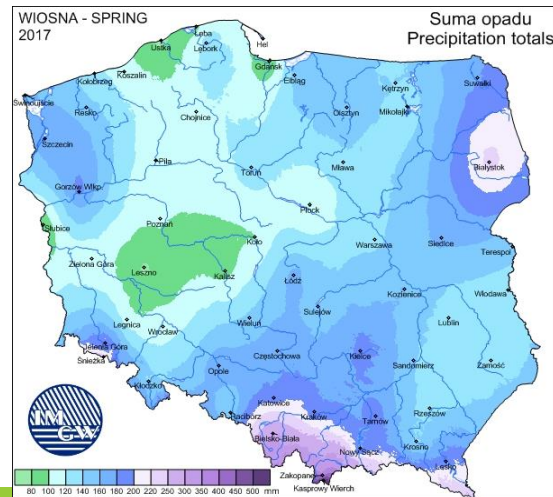 WIOSNA - SPRING
2017
Suma opadu
Precipitation totals
Łeba
Hel
Ustka
Lębork
Gdańsk
Koszalin
Kołobrzeg
Elbląg
Kętrzyn
Suwałki
Świnoujście
Resko
Chojnice
Olsztyn
Mikołajki
Szczecin
Piła
Toruń
Mława
Białystok
Gorzów Wlkp.
Płock
Słubice
Poznań
Koło
Warszawa
Siedlce
Terespol
Zielona Góra
Leszno
Kalisz
Łódź
Kozienice
Włodawa
Legnica
Wrocław
Wieluń
Sulejów
Lublin
Jelenia Góra
Śnieżka
Częstochowa
Kielce
Sandomierz
Zamość
Kłodzko
Opole
Katowice
Racibórz
Kraków
Tarnów
Rzeszów
Bielsko-Biała
Nowy Sącz
Krosno
Lesko
Zakopane
Kasprowy Wierch
IMGW
80 100 120 140 160 180 200 220 250 300 350 400 450 500 mm